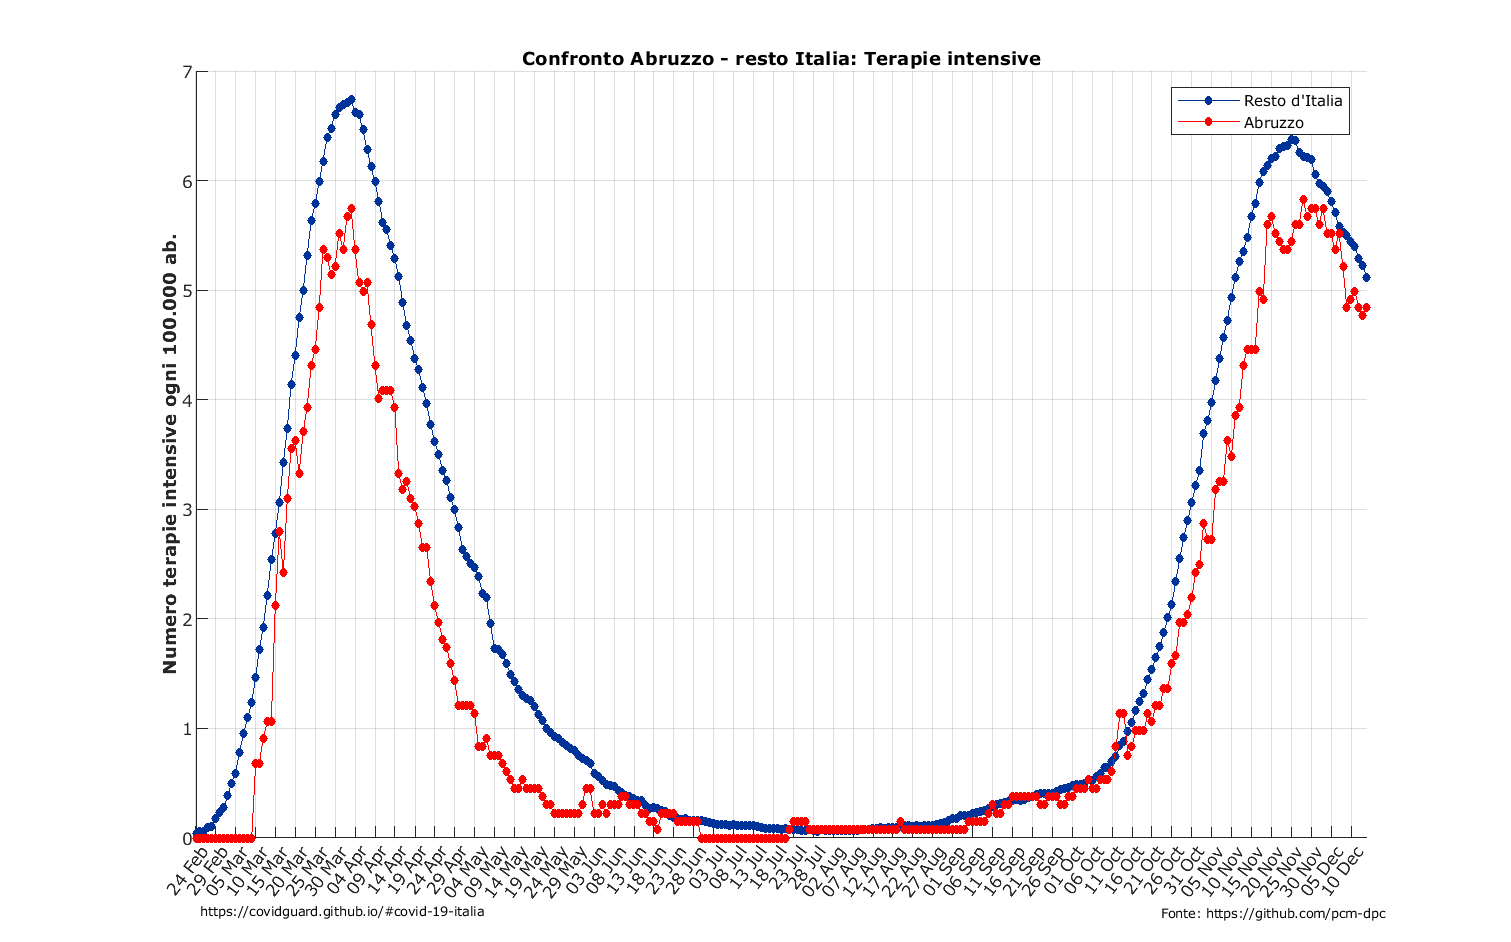 Confronto Abruzzo - resto Italia: Terapie intensive
Numero terapie intensive ogni 100.000 ab.
7
6
5
4
3
2
1
0
Resto d'Italia
Abruzzo
24 Feb
29 Feb
05 Mar
10 Mar
15 Mar
20 Mar
25 Mar
30 Mar
04 Apr
09 Apr
14 Apr
19 Apr
24 Apr
29 Apr
04 May
09 May
14 May
19 May
24 May
29 May
03 Jun
08 Jun
13 Jun
18 Jun
23 Jun
28 Jun
03 Jul
08 Jul
13 Jul
18 Jul
23 Jul
28 Jul
02 Aug
07 Aug
12 Aug
17 Aug
22 Aug
27 Aug
01 Sep
06 Sep
11 Sep
16 Sep
21 Sep
26 Sep
01 Oct
06 Oct
11 Oct
16 Oct
21 Oct
26 Oct
31 Oct
05 Nov
10 Nov
15 Nov
20 Nov
25 Nov
30 Nov
05 Dec
10 Dec
https://covidguard.github.io/#covid-19-italia
Fonte: https://github.com/pcm-dpc